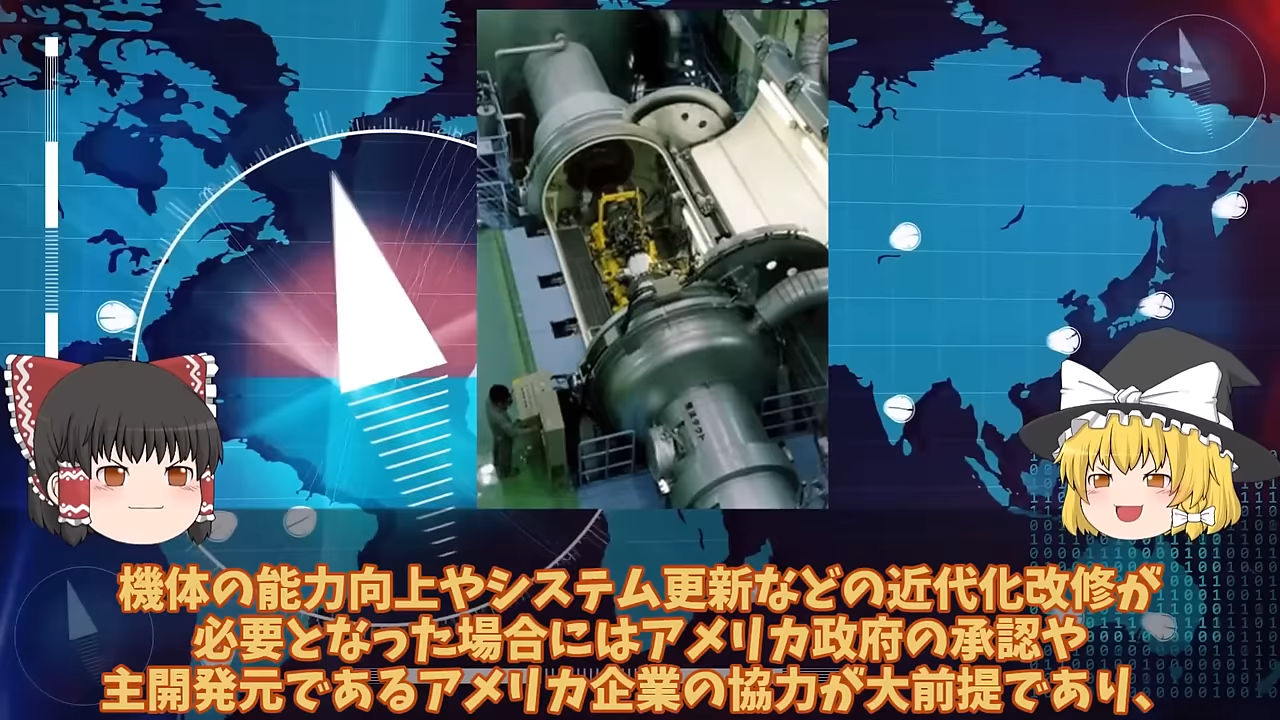 機体の能力向上やシステム更新などの近代化改修が
必要となった場合にはアメリカ政府の承認や
主開発元であるアメリカ企業の協力が大前提であり、